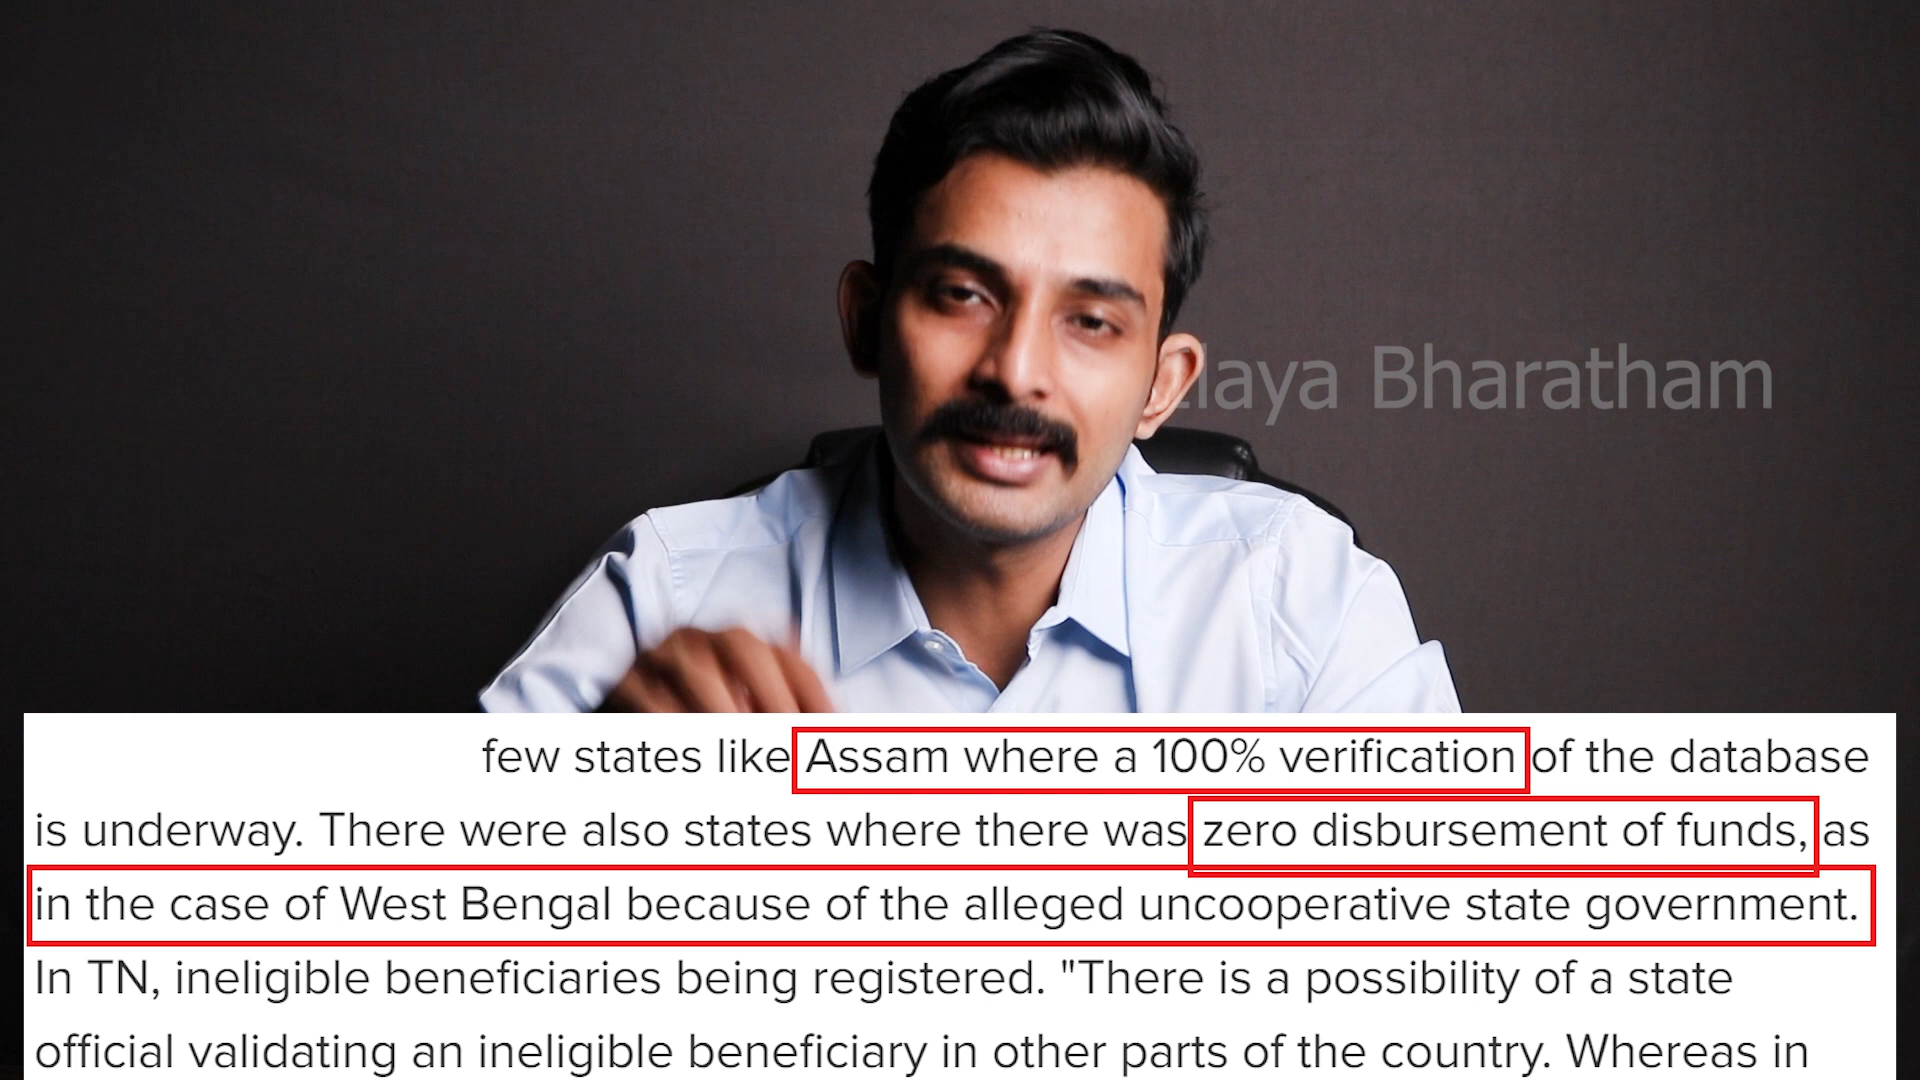 Ilaya Bharatham
few states like Assam where a 100% verification of the database
is underway. There were also states where there was zero disbursement of funds, as
in the case of West Bengal because of the alleged uncooperative state government.
In TN, ineligible beneficiaries being registered. "There is a possibility of a state
official validating an ineligible beneficiary in other parts of the country. Whereas in